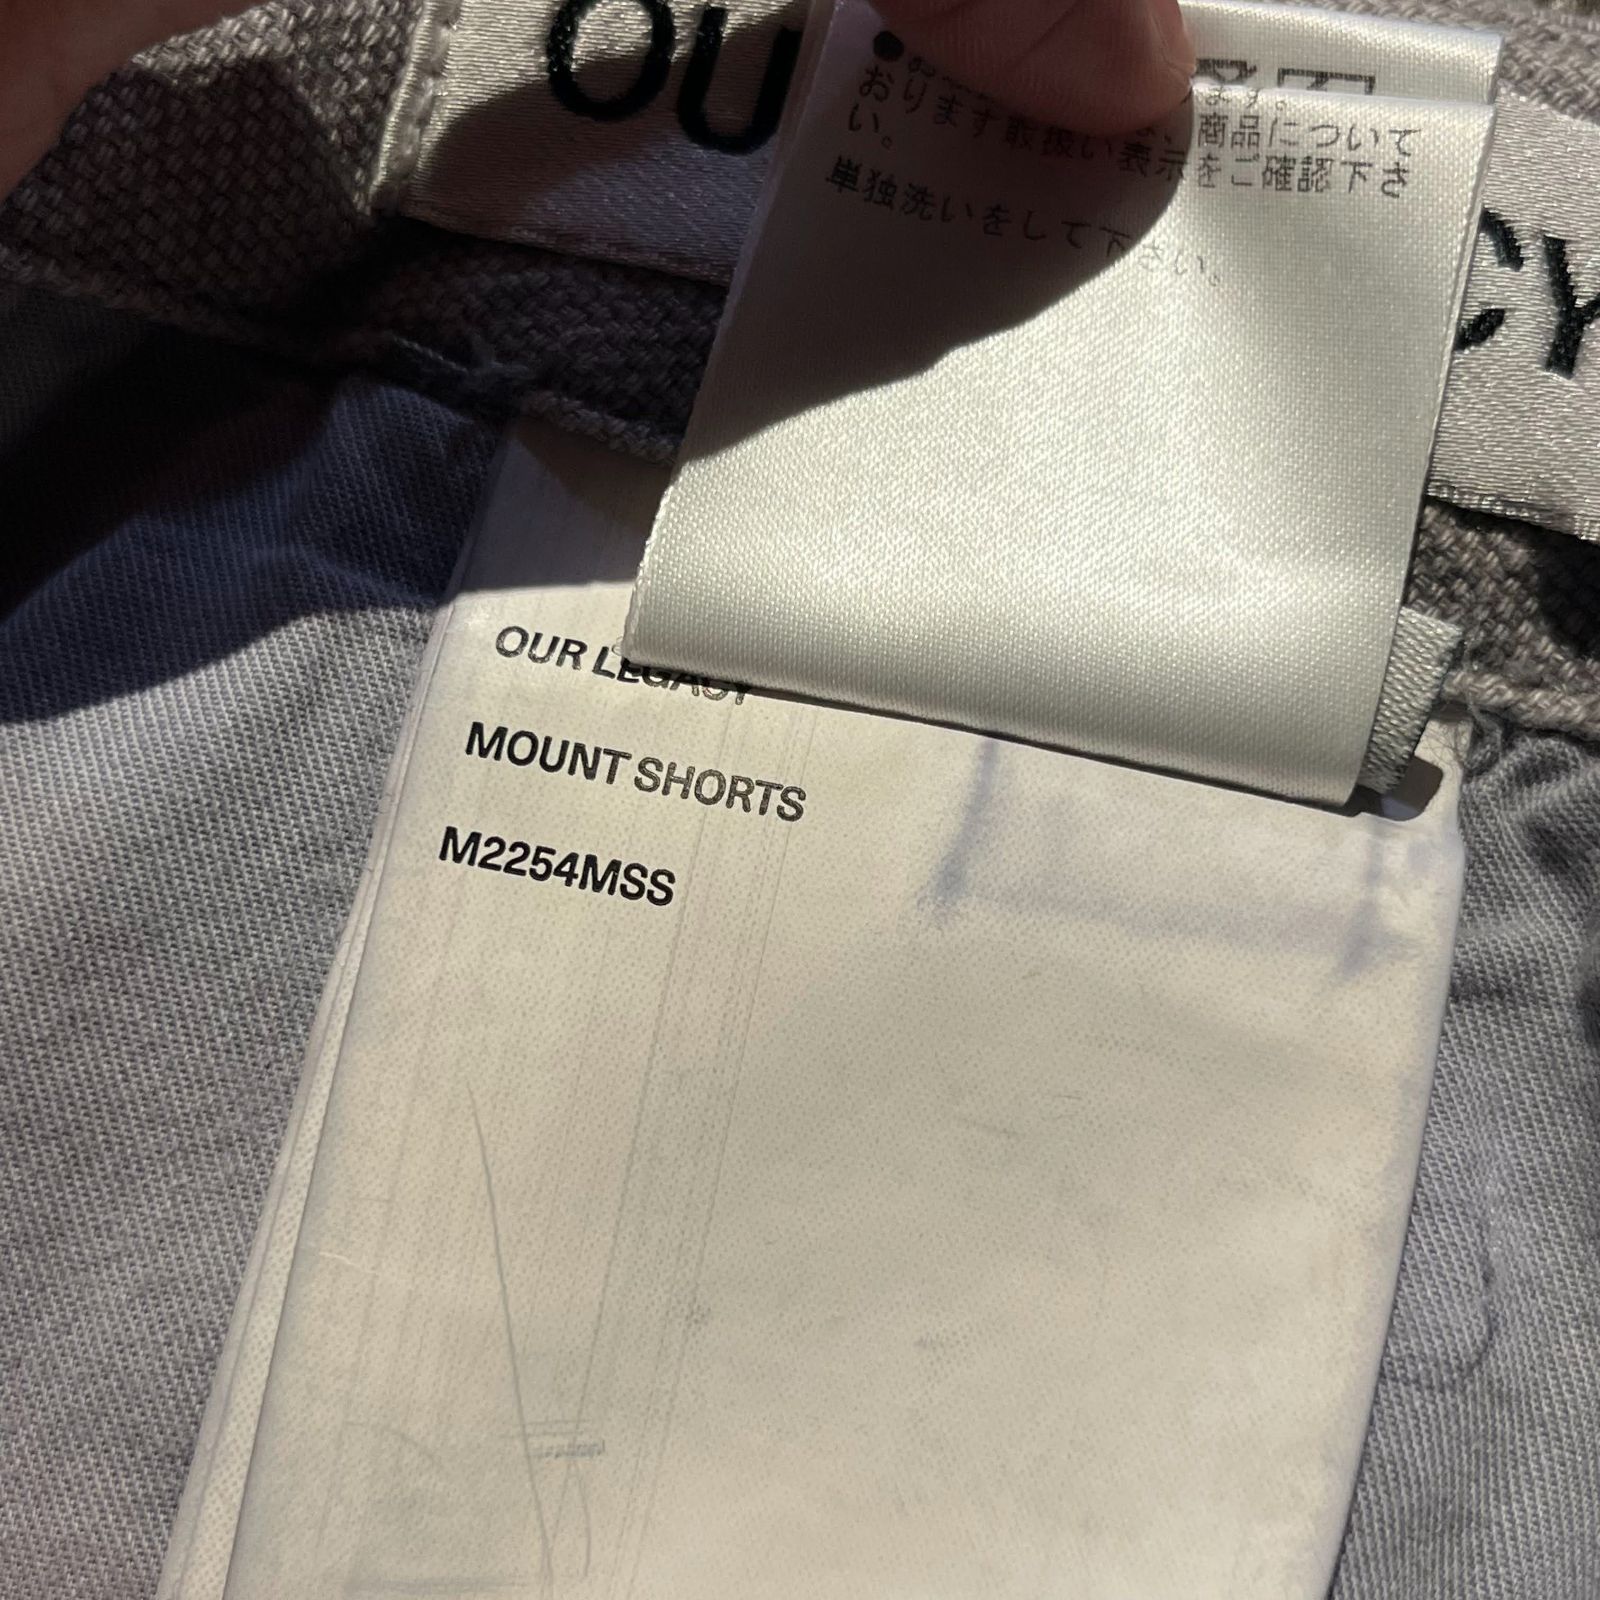 OU
CY
ます。
おります取扱い表示をご確認下さ
い。
商品について
単独洗いをして下さい。
OUR LEGACY
MOUNT SHORTS
M2254MSS